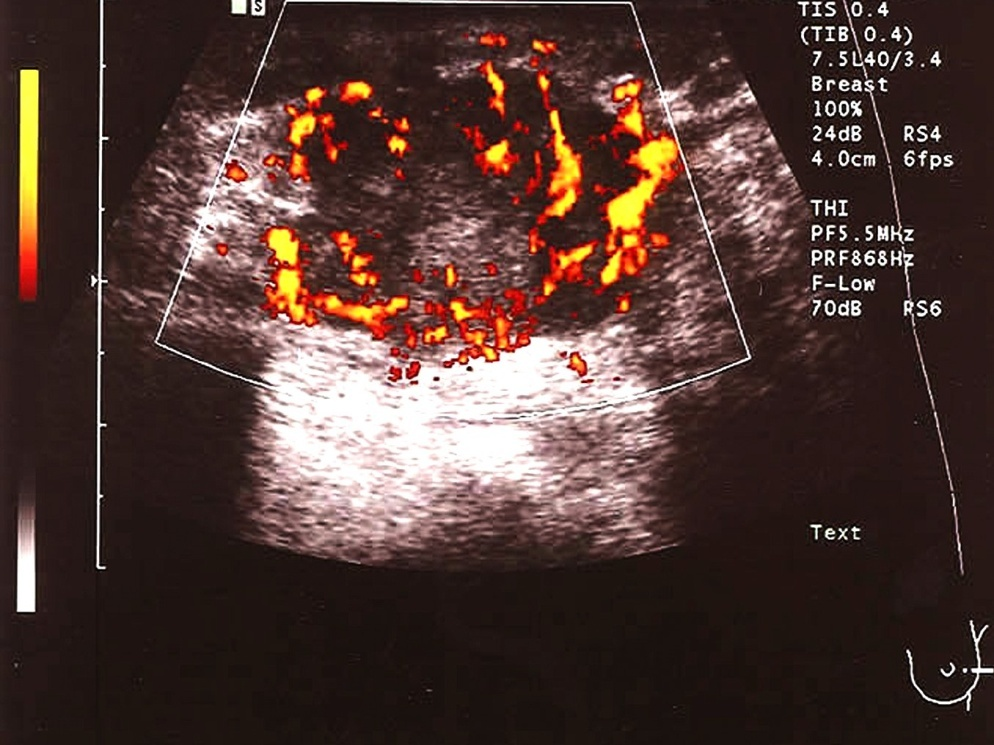 S
TIS 0.4
(TIB 0.4)
7.5L40/3.4
Breast
100%
24dB RS4
4.0cm 6fps
THI
PF5.5MHz
PRF868Hz
F-Low
70dB RS6
Text